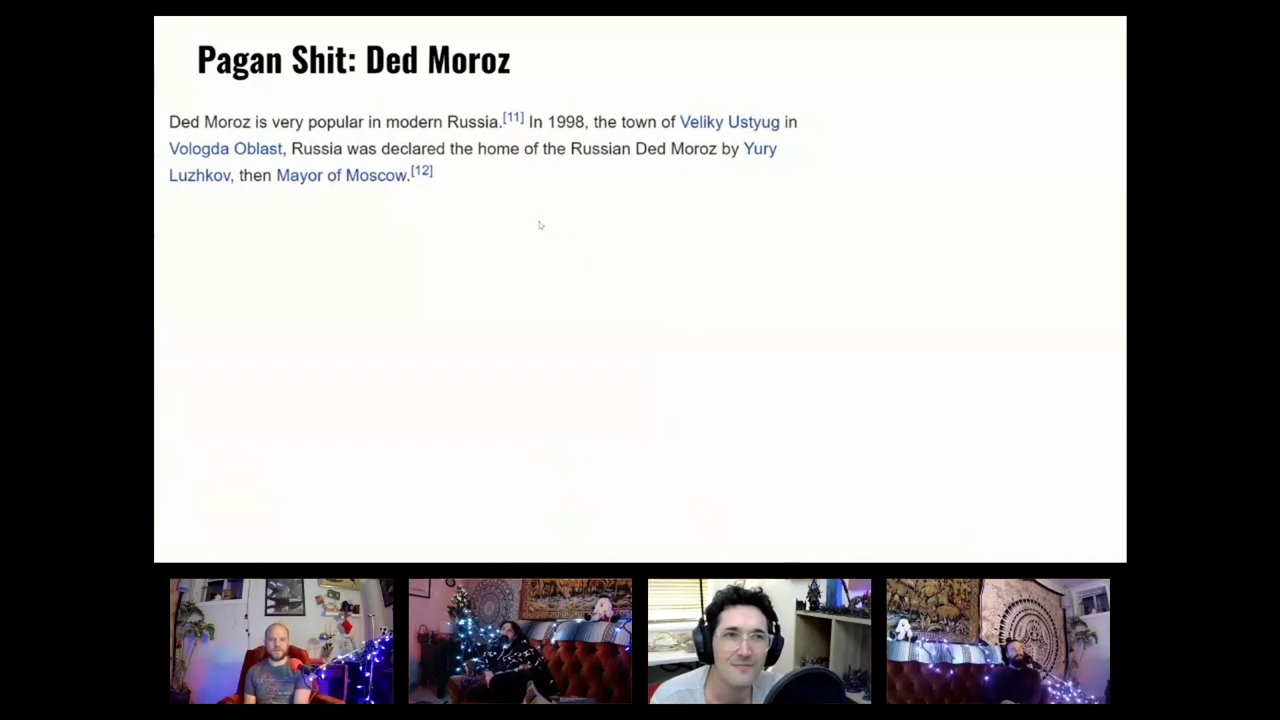 Pagan Shit: Ded Moroz
Ded Moroz is very popular in modern Russia.[11] In 1998, the town of Veliky Ustyug in
Vologda Oblast, Russia was declared the home of the Russian Ded Moroz by Yury
Luzhkov, then Mayor of Moscow.[12]